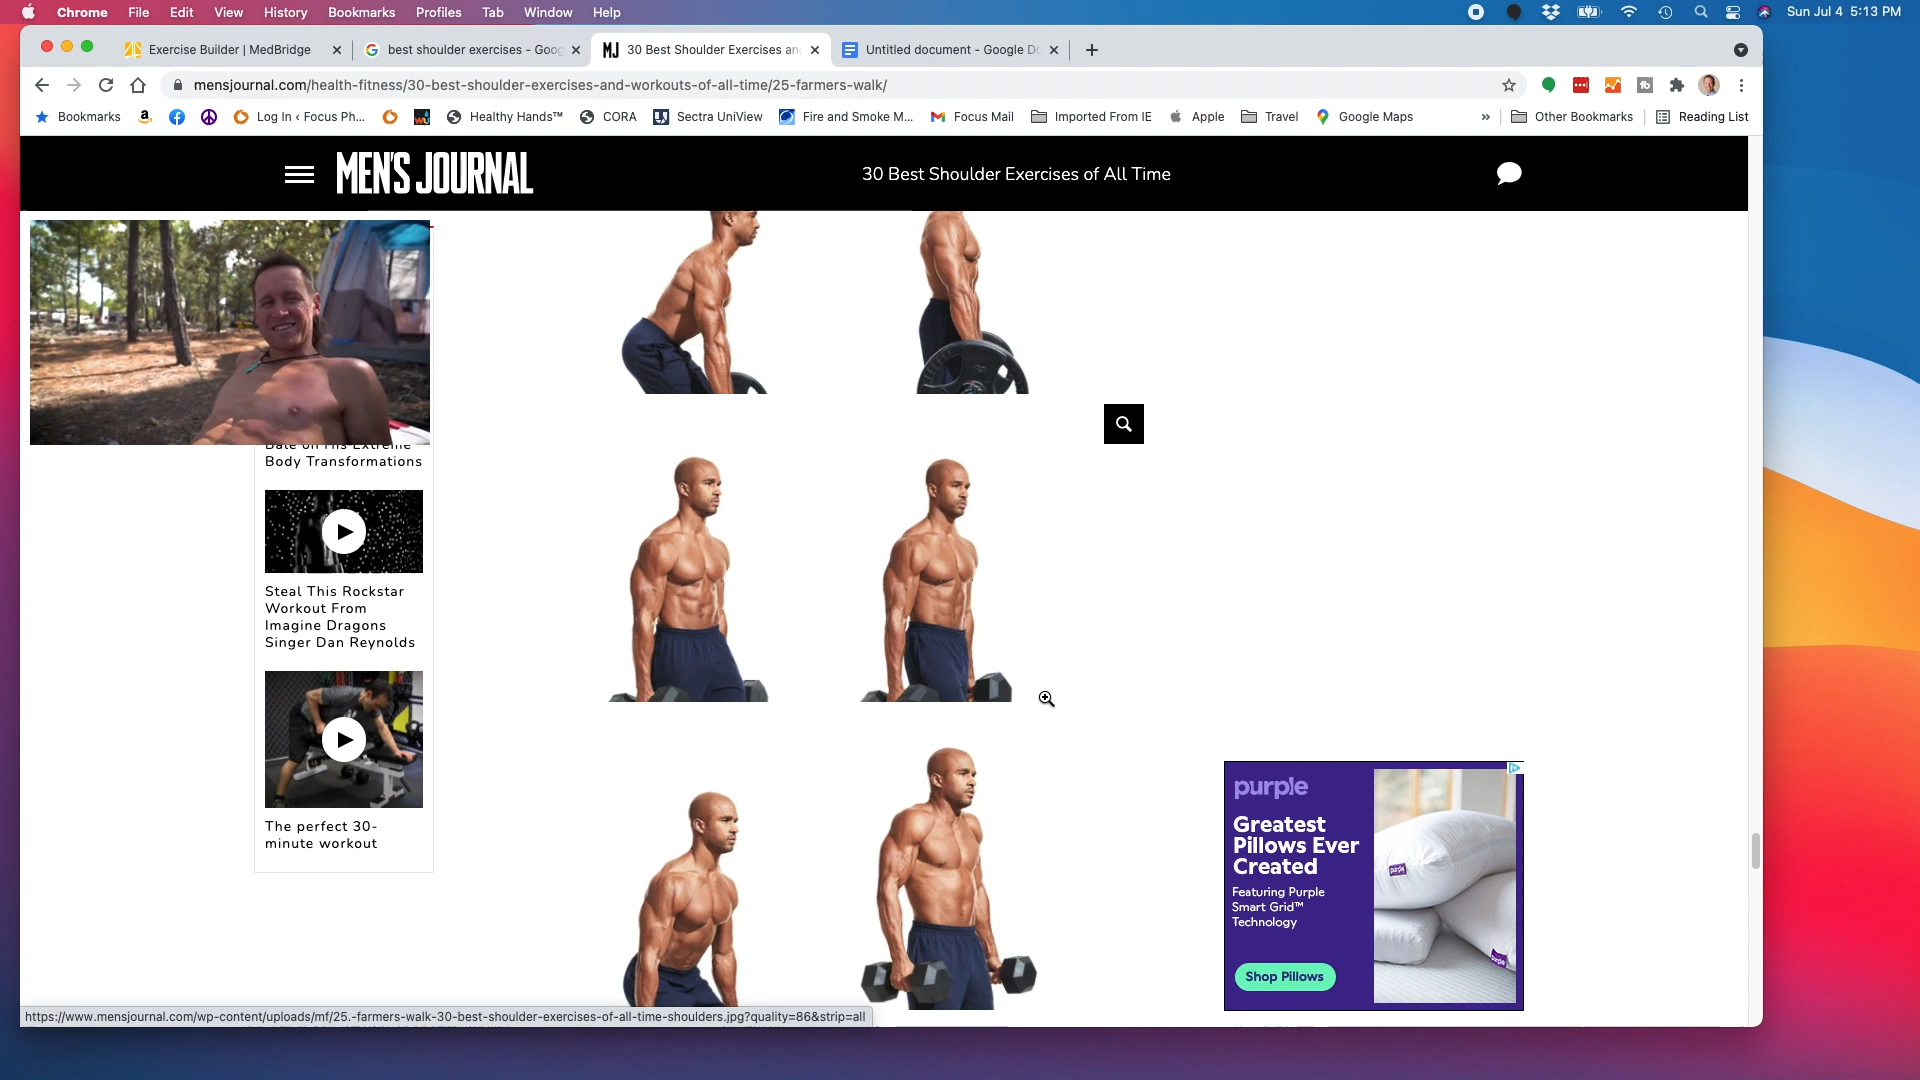 Chrome File Edit View History Bookmarks Profiles Tab Window Help Sun Jul 4 5:13 PM
Exercise Builder | MedBridge best shoulder exercises - Goog 30 Best Shoulder Exercises an Untitled document - Google Do
mensjournal.com/health-fitness/30-best-shoulder-exercises-and-workouts-of-all-time/25-farmers-walk/
Bookmarks Log In ‹ Focus Ph... Healthy Hands™ CORA Sectra UniView Fire and Smoke M... Focus Mail Imported From IE Apple Travel Google Maps » Other Bookmarks Reading List
MEN'S JOURNAL 30 Best Shoulder Exercises of All Time
Bale on His Extreme
Body Transformations
Steal This Rockstar
Workout From
Imagine Dragons
Singer Dan Reynolds
The perfect 30-
minute workout
purple
Greatest
Pillows Ever
Created
Featuring Purple
Smart Grid™
Technology
Shop Pillows
https://www.mensjournal.com/wp-content/uploads/mf/25.-farmers-walk-30-best-shoulder-exercises-of-all-time-shoulders.jpg?quality=86&strip=all